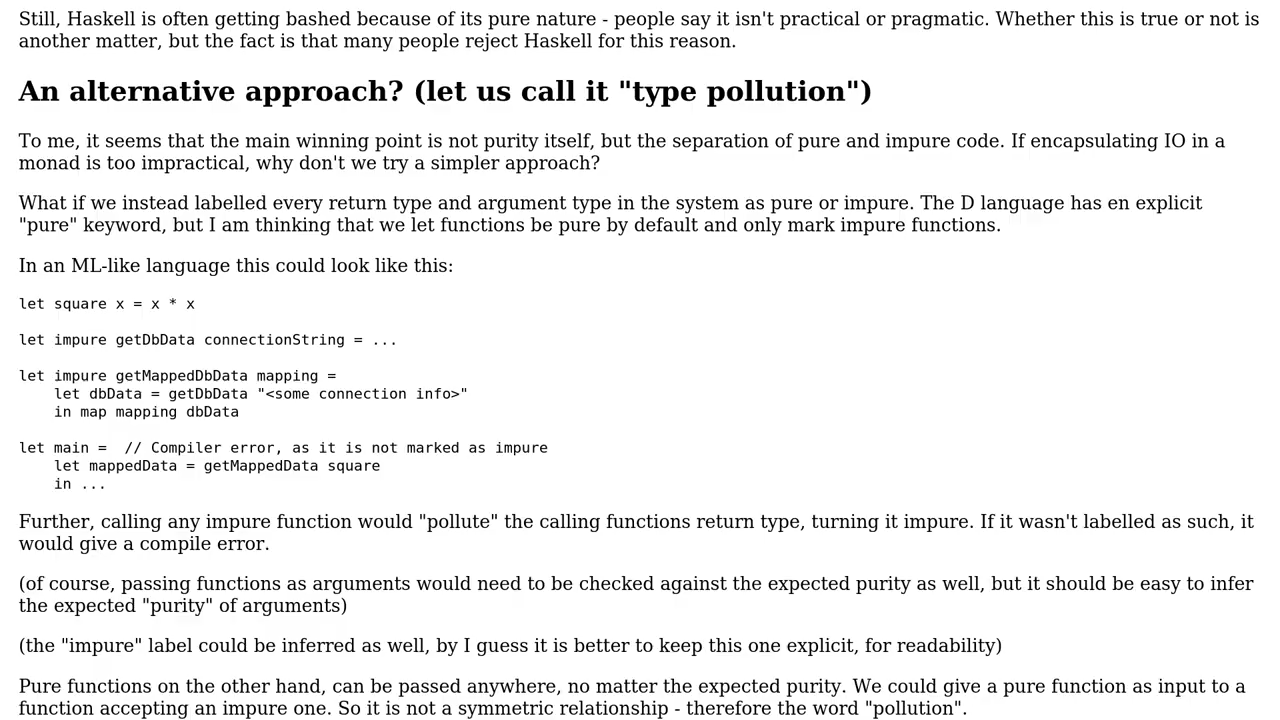 Still, Haskell is often getting bashed because of its pure nature - people say it isn't practical or pragmatic. Whether this is true or not is
another matter, but the fact is that many people reject Haskell for this reason.
An alternative approach? (let us call it "type pollution")
To me, it seems that the main winning point is not purity itself, but the separation of pure and impure code. If encapsulating IO in a
monad is too impractical, why don't we try a simpler approach?
What if we instead labelled every return type and argument type in the system as pure or impure. The D language has en explicit
"pure" keyword, but I am thinking that we let functions be pure by default and only mark impure functions.
In an ML-like language this could look like this:
let square x = x * x
let impure getDbData connectionString = ...
let impure getMappedDbData mapping =
    let dbData = getDbData "<some connection info>"
    in map mapping dbData
let main =  // Compiler error, as it is not marked as impure
    let mappedData = getMappedData square
    in ...
Further, calling any impure function would "pollute" the calling functions return type, turning it impure. If it wasn't labelled as such, it
would give a compile error.
(of course, passing functions as arguments would need to be checked against the expected purity as well, but it should be easy to infer
the expected "purity" of arguments)
(the "impure" label could be inferred as well, by I guess it is better to keep this one explicit, for readability)
Pure functions on the other hand, can be passed anywhere, no matter the expected purity. We could give a pure function as input to a
function accepting an impure one. So it is not a symmetric relationship - therefore the word "pollution".